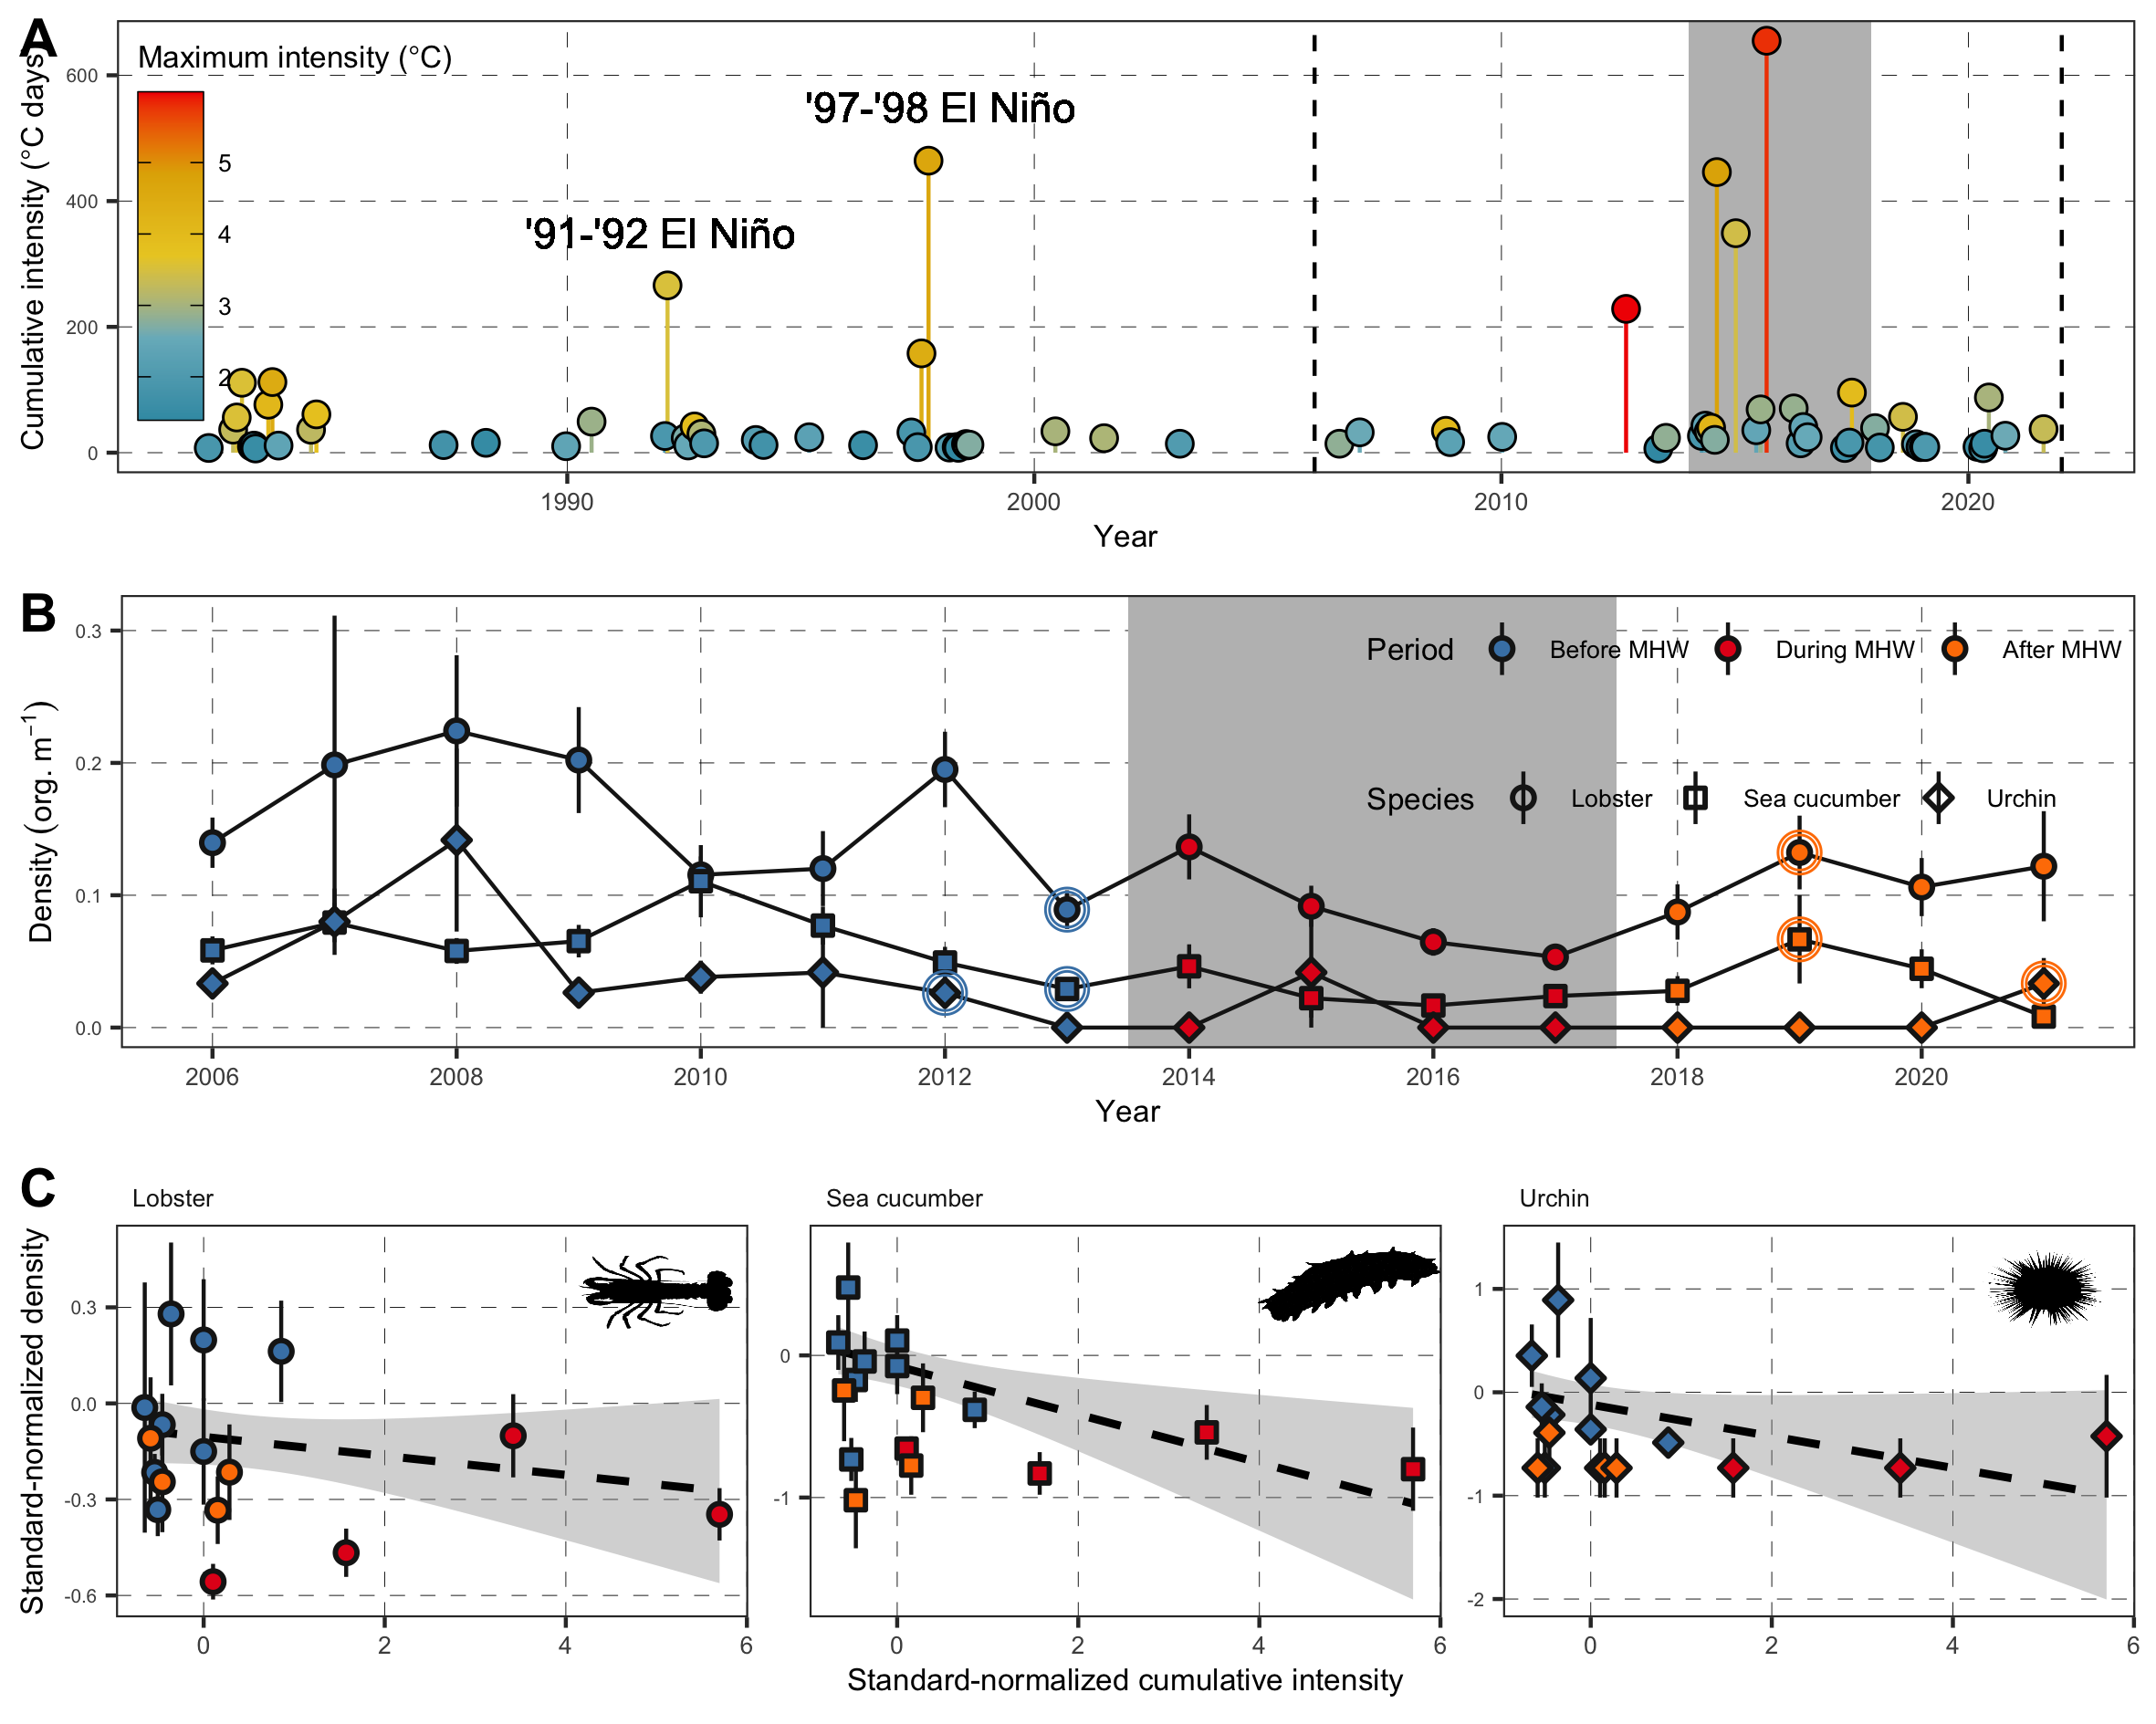 A
Cumulative intensity (°C days)
Maximum intensity (°C)
5
4
3
2
600
400
200
0
'97-'98 El Niño
'91-'92 El Niño
1990 2000 2010 2020
Year
B
Density (org. m⁻¹)
0.3
0.2
0.1
0.0
Period Before MHW During MHW After MHW
Species Lobster Sea cucumber Urchin
2006 2008 2010 2012 2014 2016 2018 2020
Year
C
Standard-normalized density
Lobster
0.3
0.0
-0.3
-0.6
0 2 4 6
Sea cucumber
0
-1
0 2 4 6
Urchin
1
0
-1
-2
0 2 4 6
Standard-normalized cumulative intensity